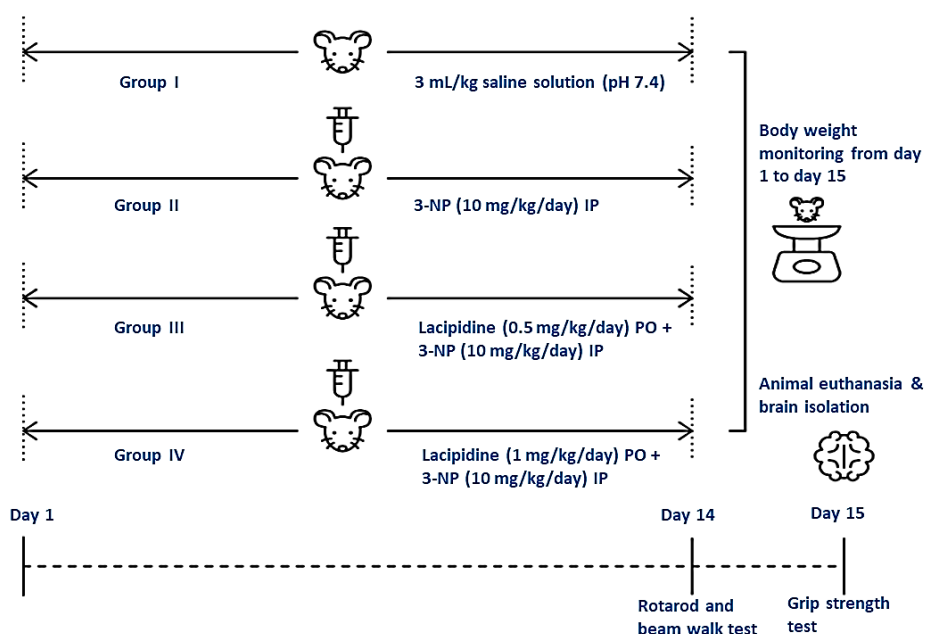 Group I
3 mL/kg saline solution (pH 7.4)
Group II
3-NP (10 mg/kg/day) IP
Group III
Lacipidine (0.5 mg/kg/day) PO +
3-NP (10 mg/kg/day) IP
Group IV
Lacipidine (1 mg/kg/day) PO +
3-NP (10 mg/kg/day) IP
Body weight
monitoring from day
1 to day 15
Animal euthanasia &
brain isolation
Day 1
Day 14
Day 15
Rotarod and
beam walk test
Grip strength
test